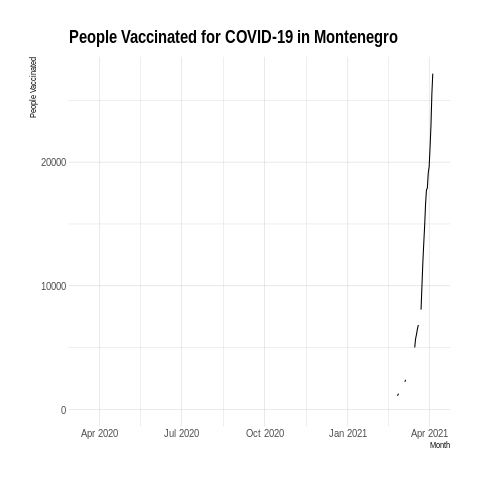 People Vaccinated for COVID-19 in Montenegro
People Vaccinated
20000
10000
0
Apr 2020 Jul 2020 Oct 2020 Jan 2021 Apr 2021
Month